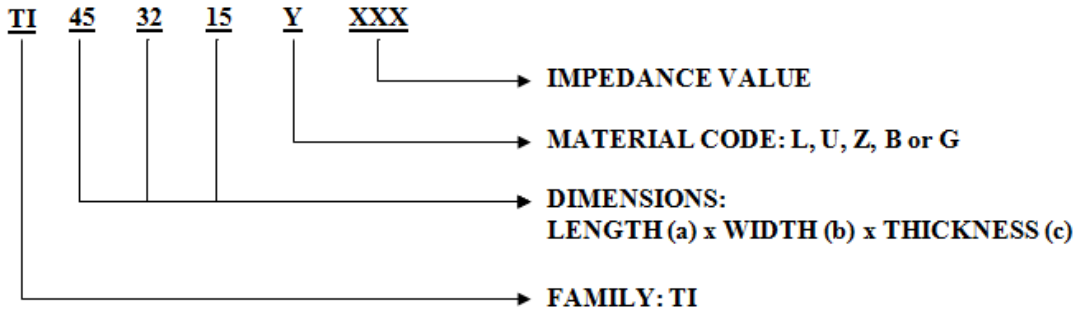 TI 45 32 15 Y XXX
IMPEDANCE VALUE
MATERIAL CODE: L, U, Z, B or G
DIMENSIONS:
LENGTH (a) x WIDTH (b) x THICKNESS (c)
FAMILY: TI